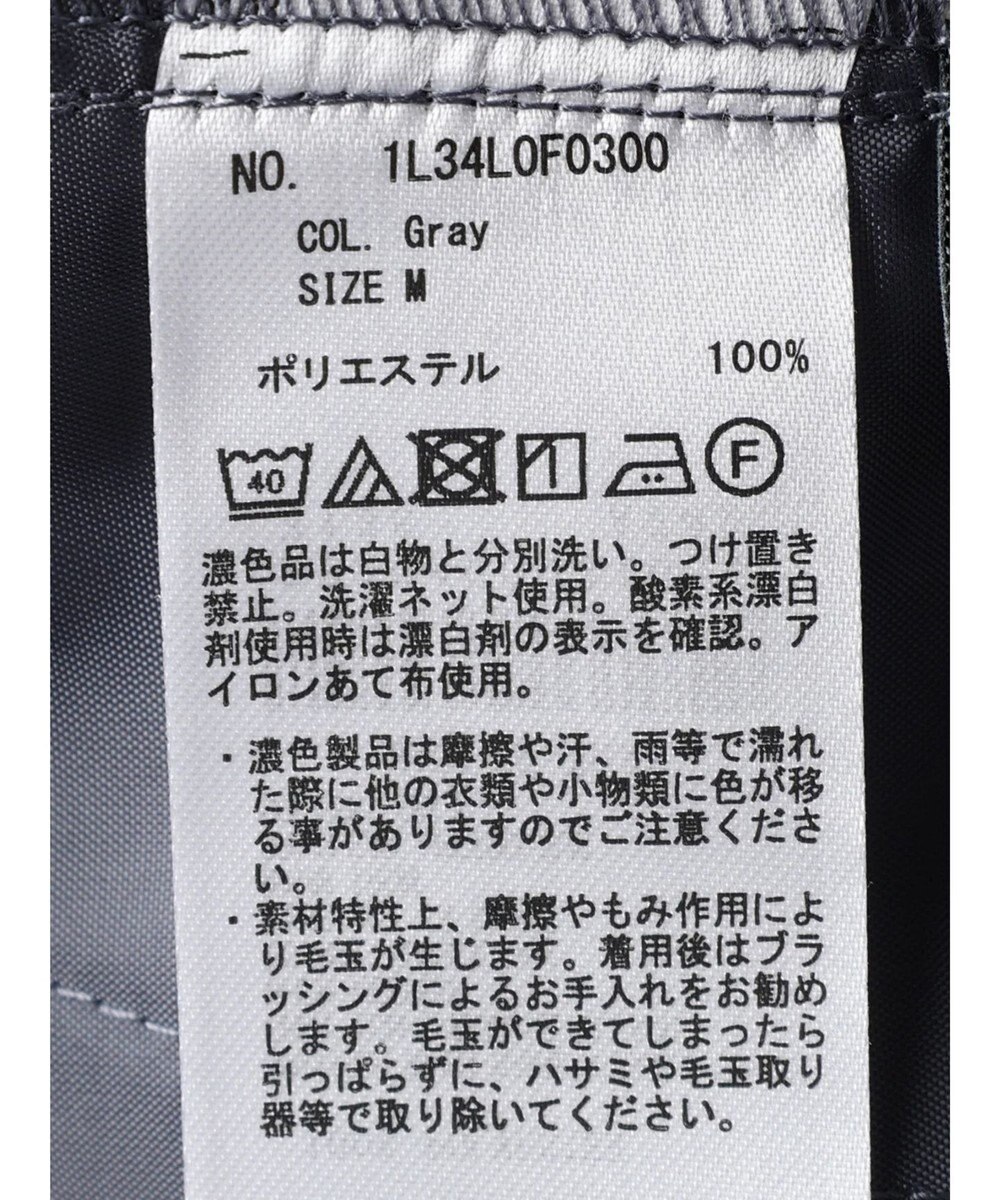 NO. 1L34L0F0300
COL. Gray
SIZE M
ポリエステル 100%
40 F
濃色品は白物と分別洗い。つけ置き
禁止。洗濯ネット使用。酸素系漂白
剤使用時は漂白剤の表示を確認。ア
イロンあて布使用。
・濃色製品は摩擦や汗、雨等で濡れ
た際に他の衣類や小物類に色が移
る事がありますのでご注意くださ
い。
・素材特性上、摩擦やもみ作用によ
り毛玉が生じます。着用後はブラ
ッシングによるお手入れをお勧め
します。毛玉ができてしまったら
引っぱらずに、ハサミや毛玉取り
器等で取り除いてください。